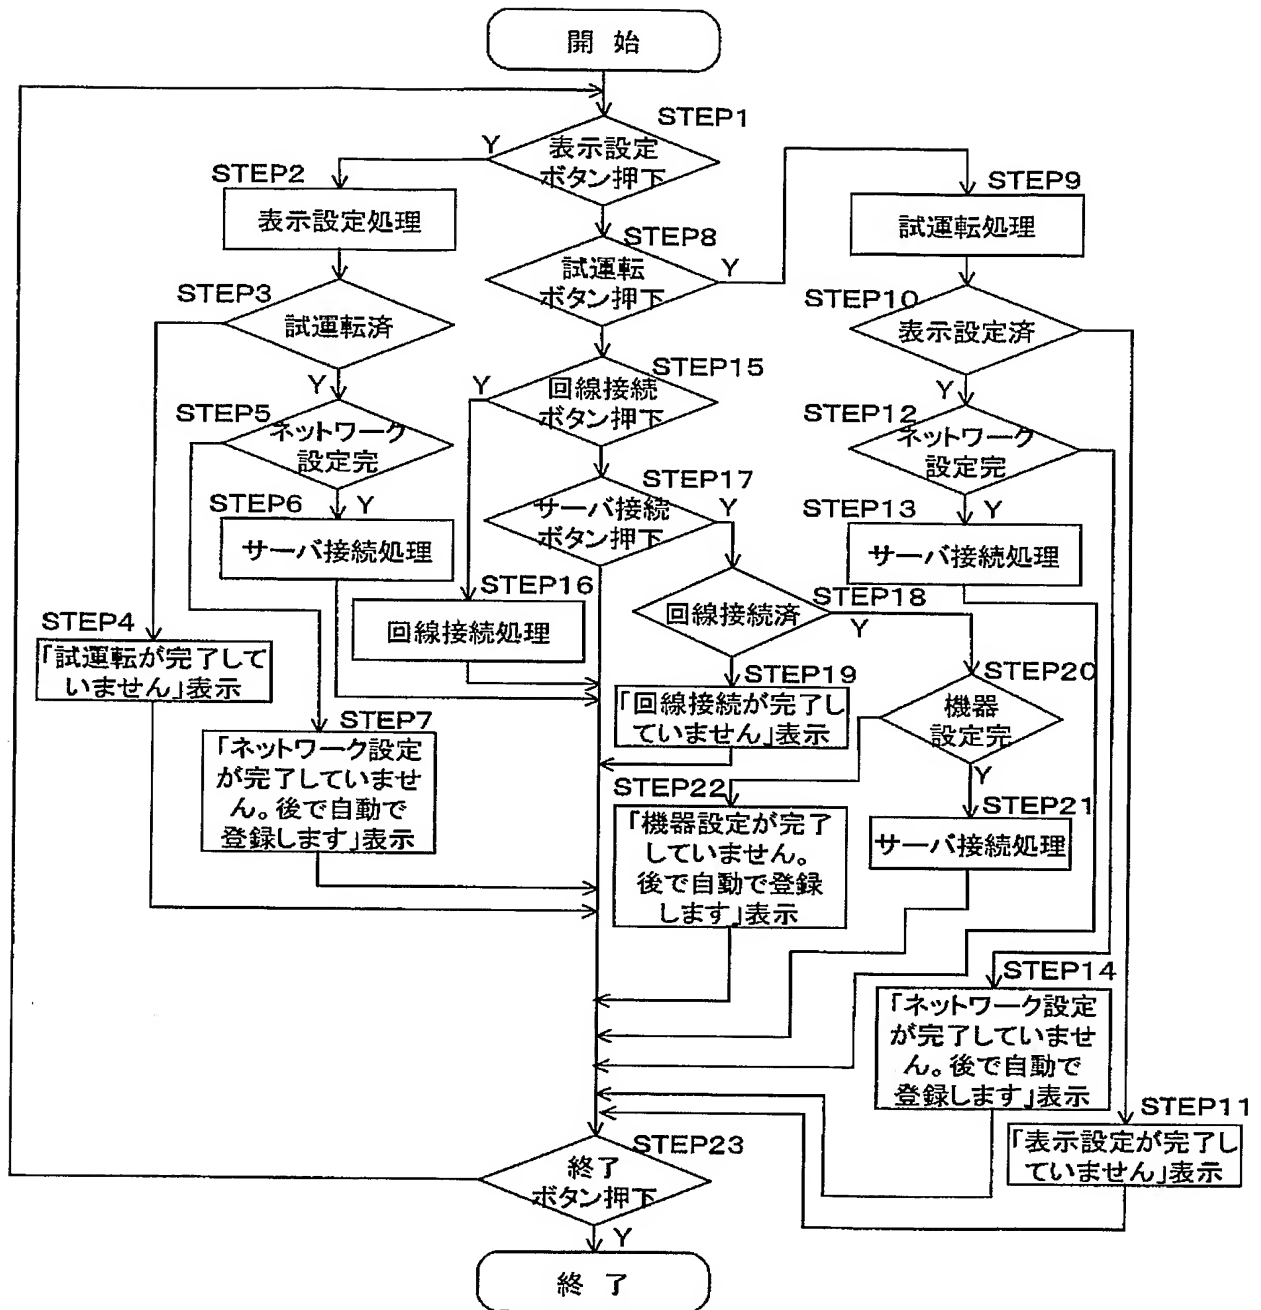 開 始
STEP1
Y
表示設定
ボタン押下
STEP2
表示設定処理
STEP9
試運転処理
STEP8
試運転
ボタン押下
Y
STEP3
試運転済
Y
STEP10
表示設定済
Y
STEP15
Y
回線接続
ボタン押下
STEP5
ネットワーク
設定完
Y
STEP12
ネットワーク
設定完
Y
STEP17
サーバ接続
ボタン押下
Y
STEP6
サーバ接続処理
STEP13
サーバ接続処理
STEP16
回線接続処理
STEP18
回線接続済
Y
STEP4
「試運転が完了して
いません」表示
STEP19
「回線接続が完了し
ていません」表示
STEP20
機器
設定完
Y
STEP7
「ネットワーク設定
が完了していませ
ん。後で自動で
登録します」表示
STEP22
「機器設定が完了
していません。
後で自動で登録
します」表示
STEP21
サーバ接続処理
STEP14
「ネットワーク設定
が完了していませ
ん。後で自動で
登録します」表示
STEP11
「表示設定が完了し
ていません」表示
STEP23
終了
ボタン押下
Y
終 了